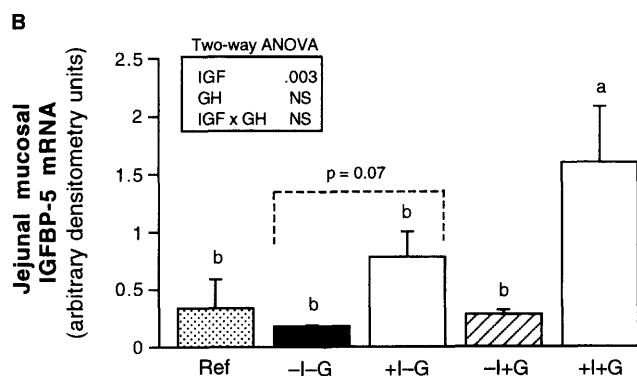 B
Two-way ANOVA
IGF .003
GH NS
IGF x GH NS
Jejunal mucosal
IGFBP-5 mRNA
(arbitrary densitometry units)
2.5
2
1.5
1
0.5
0
p = 0.07
b
b
b
b
a
Ref
–I–G
+I–G
–I+G
+I+G